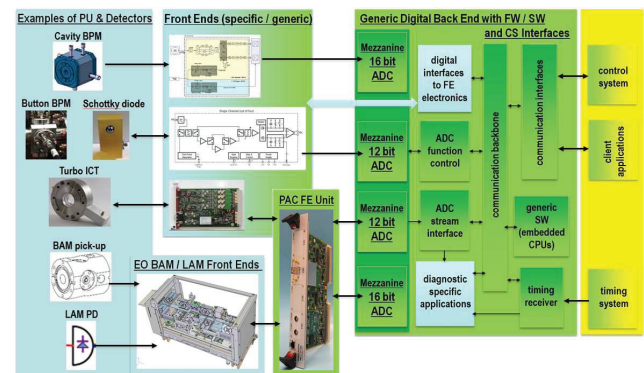 Examples of PU & Detectors
Cavity BPM
Button BPM
Schottky diode
Turbo ICT
BAM pick-up
LAM PD
Front Ends (specific / generic)
PAC FE Unit
EO BAM / LAM Front Ends
Generic Digital Back End with FW / SW
and CS Interfaces
Mezzanine
16 bit
ADC
Mezzanine
12 bit
ADC
Mezzanine
12 bit
ADC
Mezzanine
16 bit
ADC
digital
interfaces
to FE
electronics
ADC
function
control
ADC
stream
interface
diagnostic
specific
applications
communication backbone
communication interfaces
generic
SW
(embedded
CPUs)
timing
receiver
control
system
client
applications
timing
system